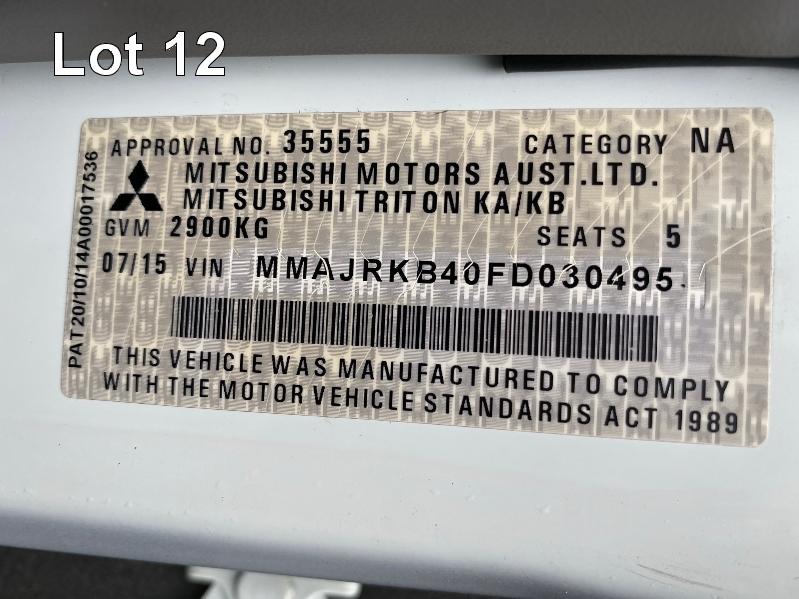 Lot 12
APPROVAL NO. 35555 CATEGORY NA
MITSUBISHI MOTORS AUST.LTD.
MITSUBISHI TRITON KA/KB
GVM 2900KG SEATS 5
07/15 VIN MMAJRKB40FD030495
THIS VEHICLE WAS MANUFACTURED TO COMPLY
WITH THE MOTOR VEHICLE STANDARDS ACT 1989
PAT20/10/14A00017536